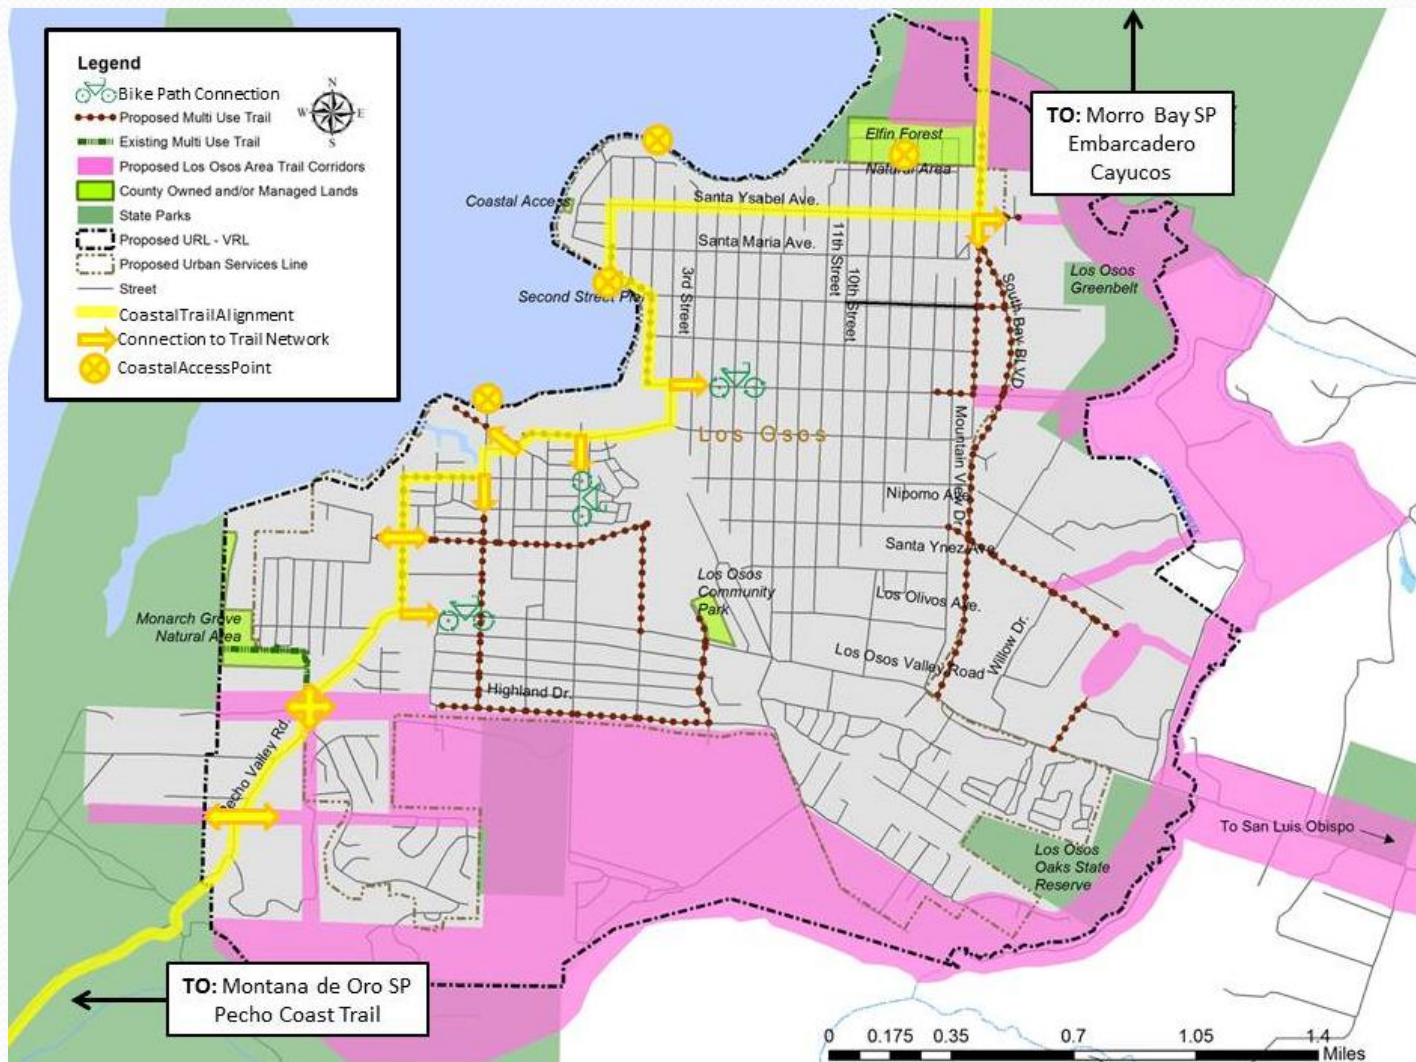 Legend
N
W E
S
Bike Path Connection
Proposed Multi Use Trail
Existing Multi Use Trail
Proposed Los Osos Area Trail Corridors
County Owned and/or Managed Lands
State Parks
Proposed URL - VRL
Proposed Urban Services Line
Street
CoastalTrailAlignment
Connection to Trail Network
CoastalAccessPoint
TO: Morro Bay SP
Embarcadero
Cayucos
Elfin Forest
Natural Area
Coastal Access
Santa Ysabel Ave.
Santa Maria Ave.
11th Street
10th Street
3rd Street
Second Street Pier
South Bay BLVD.
Los Osos
Greenbelt
Los Osos
Mountain View Dr.
Nipomo Ave.
Santa Ynez Ave.
Los Olivos Ave.
Willow Dr.
Los Osos Valley Road
Los Osos
Community
Park
Monarch Grove
Natural Area
Highland Dr.
Pecho Valley Rd.
To San Luis Obispo
Los Osos
Oaks State
Reserve
TO: Montana de Oro SP
Pecho Coast Trail
0 0.175 0.35 0.7 1.05 1.4
Miles